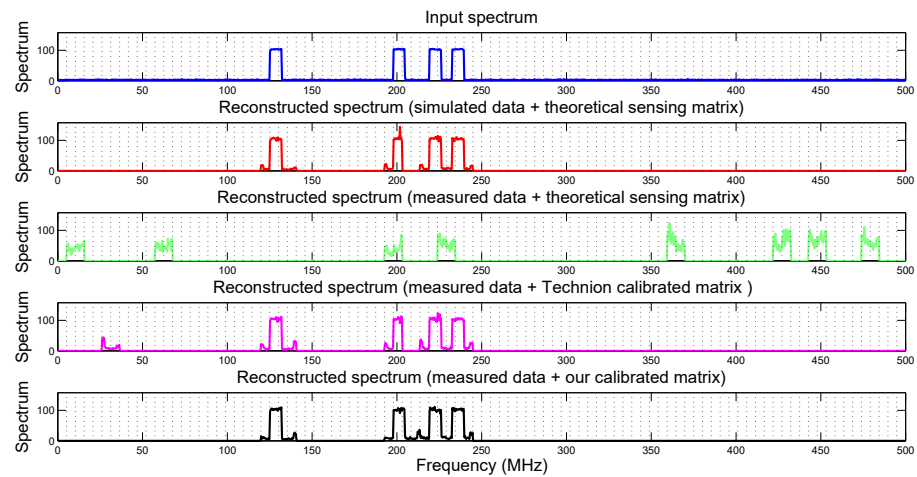 Input spectrum
Spectrum
100
0
0 50 100 150 200 250 300 350 400 450 500
Reconstructed spectrum (simulated data + theoretical sensing matrix)
Spectrum
100
0
0 50 100 150 200 250 300 350 400 450 500
Reconstructed spectrum (measured data + theoretical sensing matrix)
Spectrum
100
0
0 50 100 150 200 250 300 350 400 450 500
Reconstructed spectrum (measured data + Technion calibrated matrix )
Spectrum
100
0
0 50 100 150 200 250 300 350 400 450 500
Reconstructed spectrum (measured data + our calibrated matrix)
Spectrum
100
0
0 50 100 150 200 250 300 350 400 450 500
Frequency (MHz)